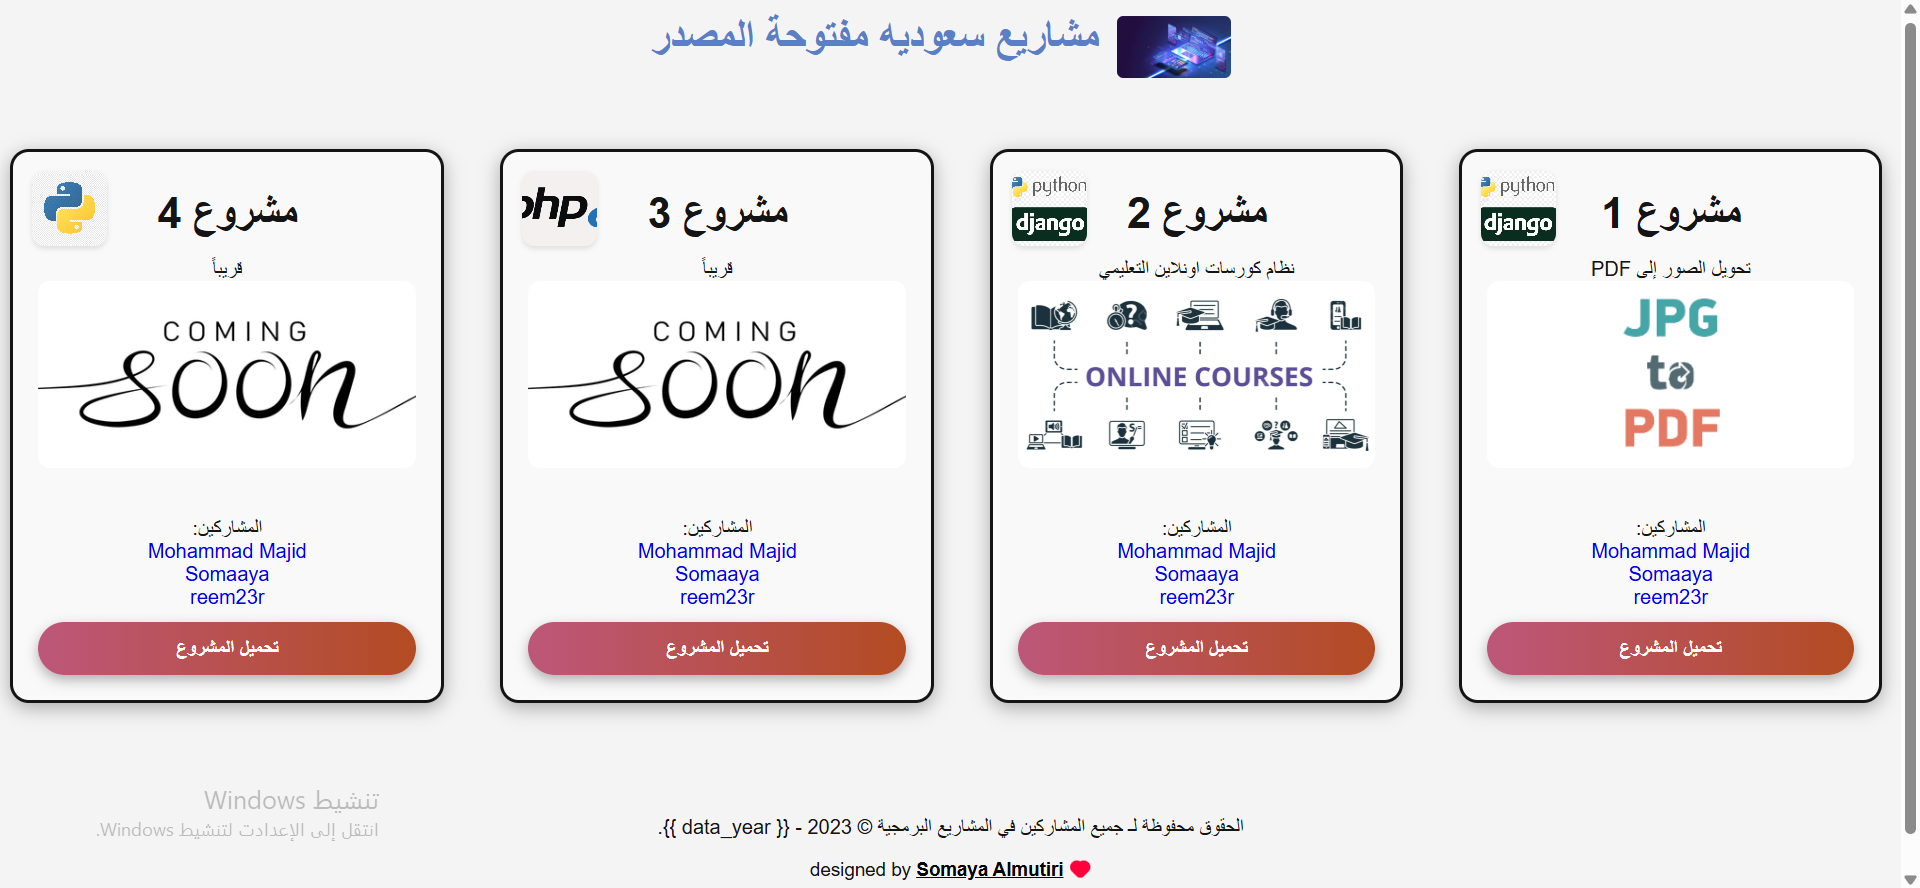 مشاريع سعوديه مفتوحة المصدر
python
django
مشروع 1
تحويل الصور إلى PDF
JPG
to
PDF
المشاركين:
Mohammad Majid
Somaaya
reem23r
تحميل المشروع
python
django
مشروع 2
نظام كورسات اونلاين التعليمي
ONLINE COURSES
المشاركين:
Mohammad Majid
Somaaya
reem23r
تحميل المشروع
php
مشروع 3
قريباً
COMING
soon
المشاركين:
Mohammad Majid
Somaaya
reem23r
تحميل المشروع
مشروع 4
قريباً
COMING
soon
المشاركين:
Mohammad Majid
Somaaya
reem23r
تحميل المشروع
تنشيط Windows
انتقل إلى الإعدادت لتنشيط Windows.
الحقوق محفوظة لـ جميع المشاركين في المشاريع البرمجية © 2023 - {{ data_year }}.
designed by Somaya Almutiri